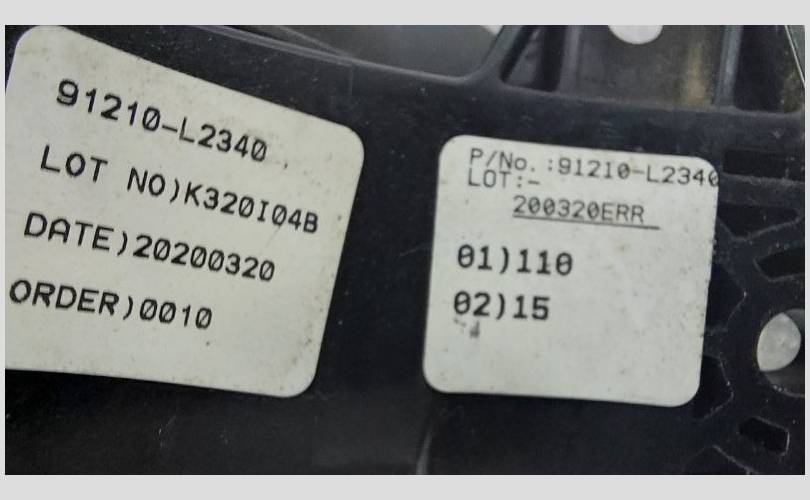 91210-L2340
LOT NO)K320I04B
DATE)20200320
ORDER)0010
P/No. :91210-L2340
LOT:-
200320ERR
01)110
02)15